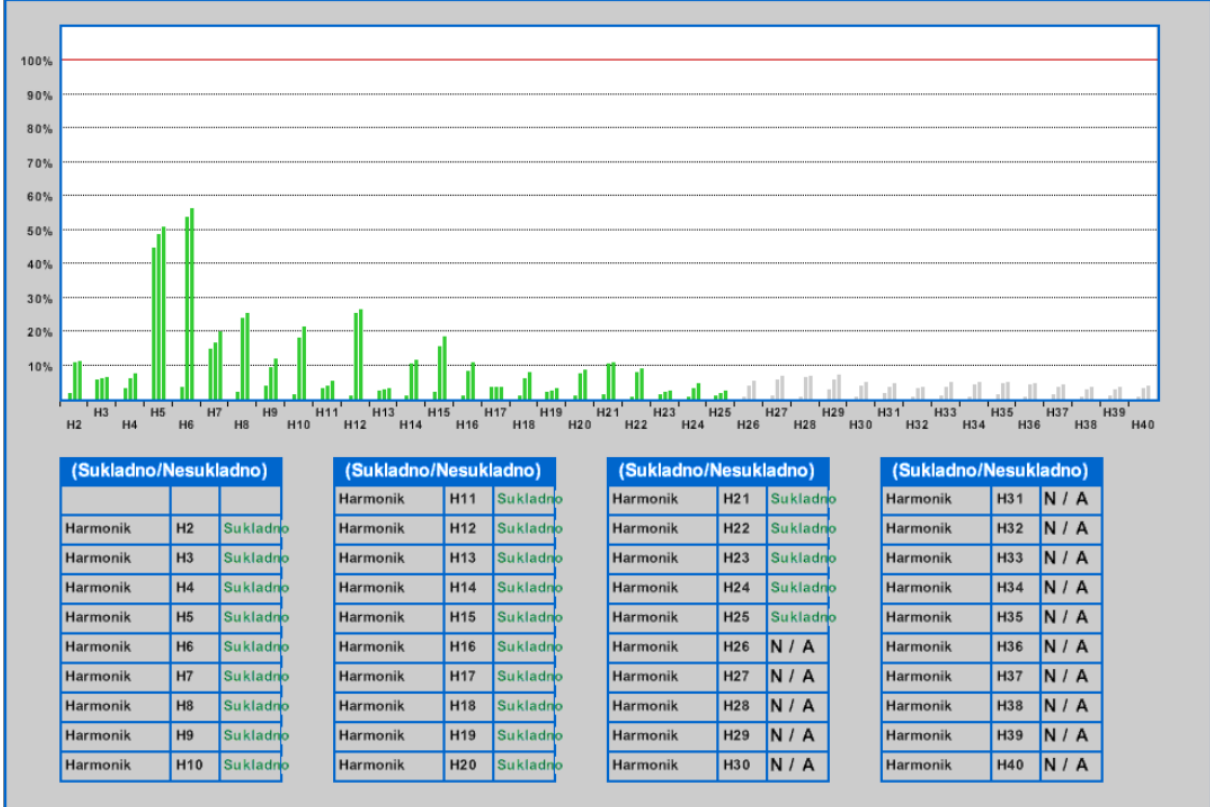 100%
90%
80%
70%
60%
50%
40%
30%
20%
10%
H3 H5 H7 H9 H11 H13 H15 H17 H19 H21 H23 H25 H27 H29 H31 H33 H35 H37 H39
H2 H4 H6 H8 H10 H12 H14 H16 H18 H20 H22 H24 H26 H28 H30 H32 H34 H36 H38 H40
(Sukladno/Nesukladno) (Sukladno/Nesukladno) (Sukladno/Nesukladno) (Sukladno/Nesukladno)
Harmonik H11 Sukladno Harmonik H21 Sukladno Harmonik H31 N / A
Harmonik H2 Sukladno Harmonik H12 Sukladno Harmonik H22 Sukladno Harmonik H32 N / A
Harmonik H3 Sukladno Harmonik H13 Sukladno Harmonik H23 Sukladno Harmonik H33 N / A
Harmonik H4 Sukladno Harmonik H14 Sukladno Harmonik H24 Sukladno Harmonik H34 N / A
Harmonik H5 Sukladno Harmonik H15 Sukladno Harmonik H25 Sukladno Harmonik H35 N / A
Harmonik H6 Sukladno Harmonik H16 Sukladno Harmonik H26 N / A Harmonik H36 N / A
Harmonik H7 Sukladno Harmonik H17 Sukladno Harmonik H27 N / A Harmonik H37 N / A
Harmonik H8 Sukladno Harmonik H18 Sukladno Harmonik H28 N / A Harmonik H38 N / A
Harmonik H9 Sukladno Harmonik H19 Sukladno Harmonik H29 N / A Harmonik H39 N / A
Harmonik H10 Sukladno Harmonik H20 Sukladno Harmonik H30 N / A Harmonik H40 N / A